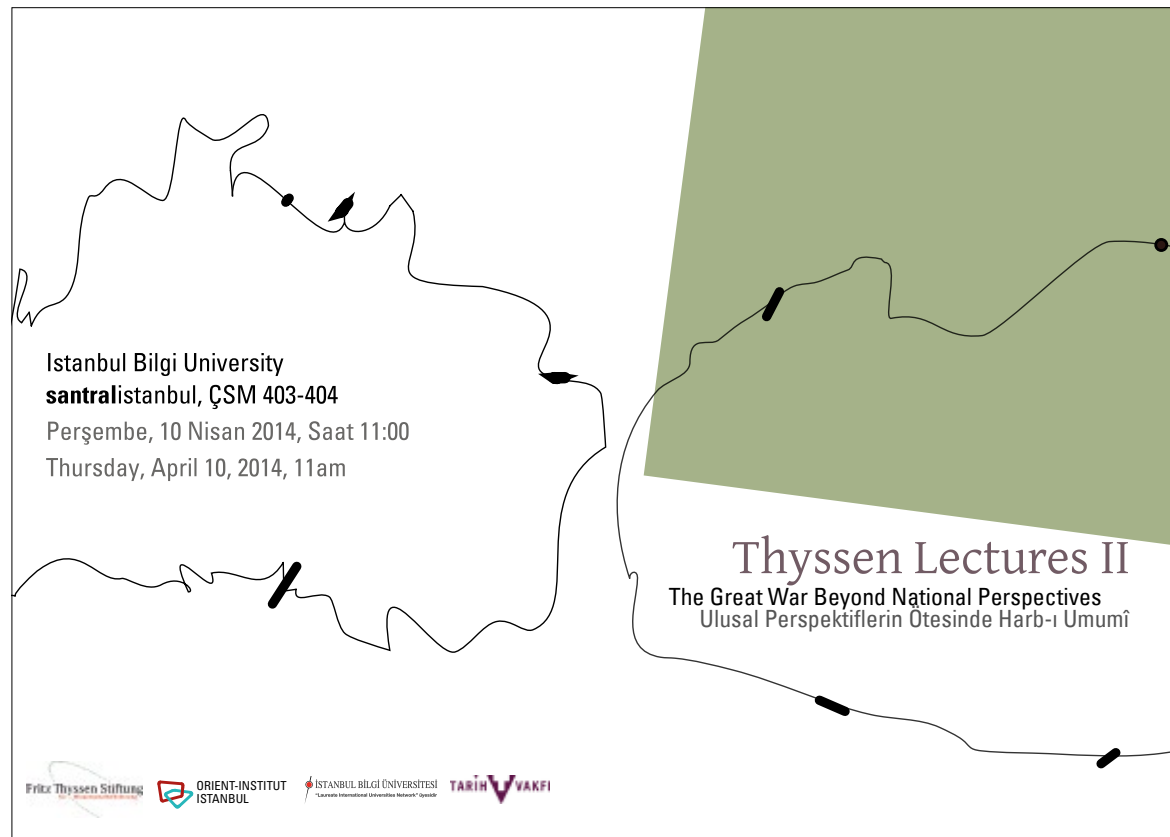 Istanbul Bilgi University
santralistanbul, ÇSM 403-404
Perşembe, 10 Nisan 2014, Saat 11:00
Thursday, April 10, 2014, 11am
Thyssen Lectures II
The Great War Beyond National Perspectives
Ulusal Perspektiflerin Ötesinde Harb-ı Umumî
Fritz Thyssen Stiftung
ORIENT-INSTITUT
ISTANBUL
İSTANBUL BİLGİ ÜNİVERSİTESİ
"Laureate International Universities Network" üyesidir
TARİH VAKFI